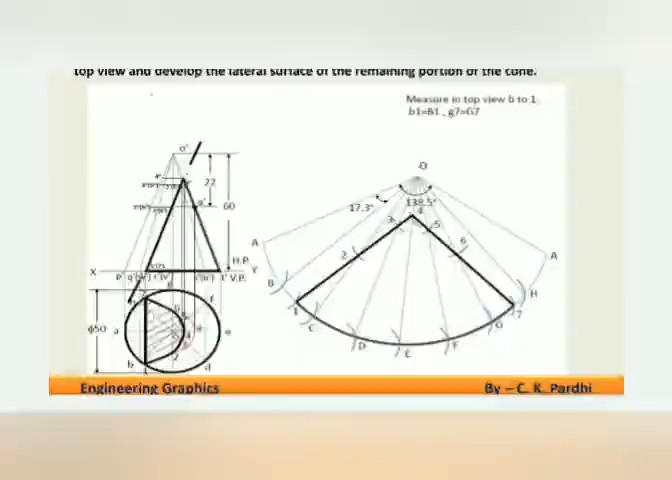 top view and develop the lateral surface of the remaining portion of the cone.
Measure in top view b to 1
b1=B1 , g7=G7
O'
O
22
60
17.3°
138.5°
4
3
5
2
6
A
A
B
H
H.P.
X
Y
V.P.
1
7
C
G
D
F
E
f
ϕ50
a
e
b
d
Engineering Graphics
By – C. K. Pardhi